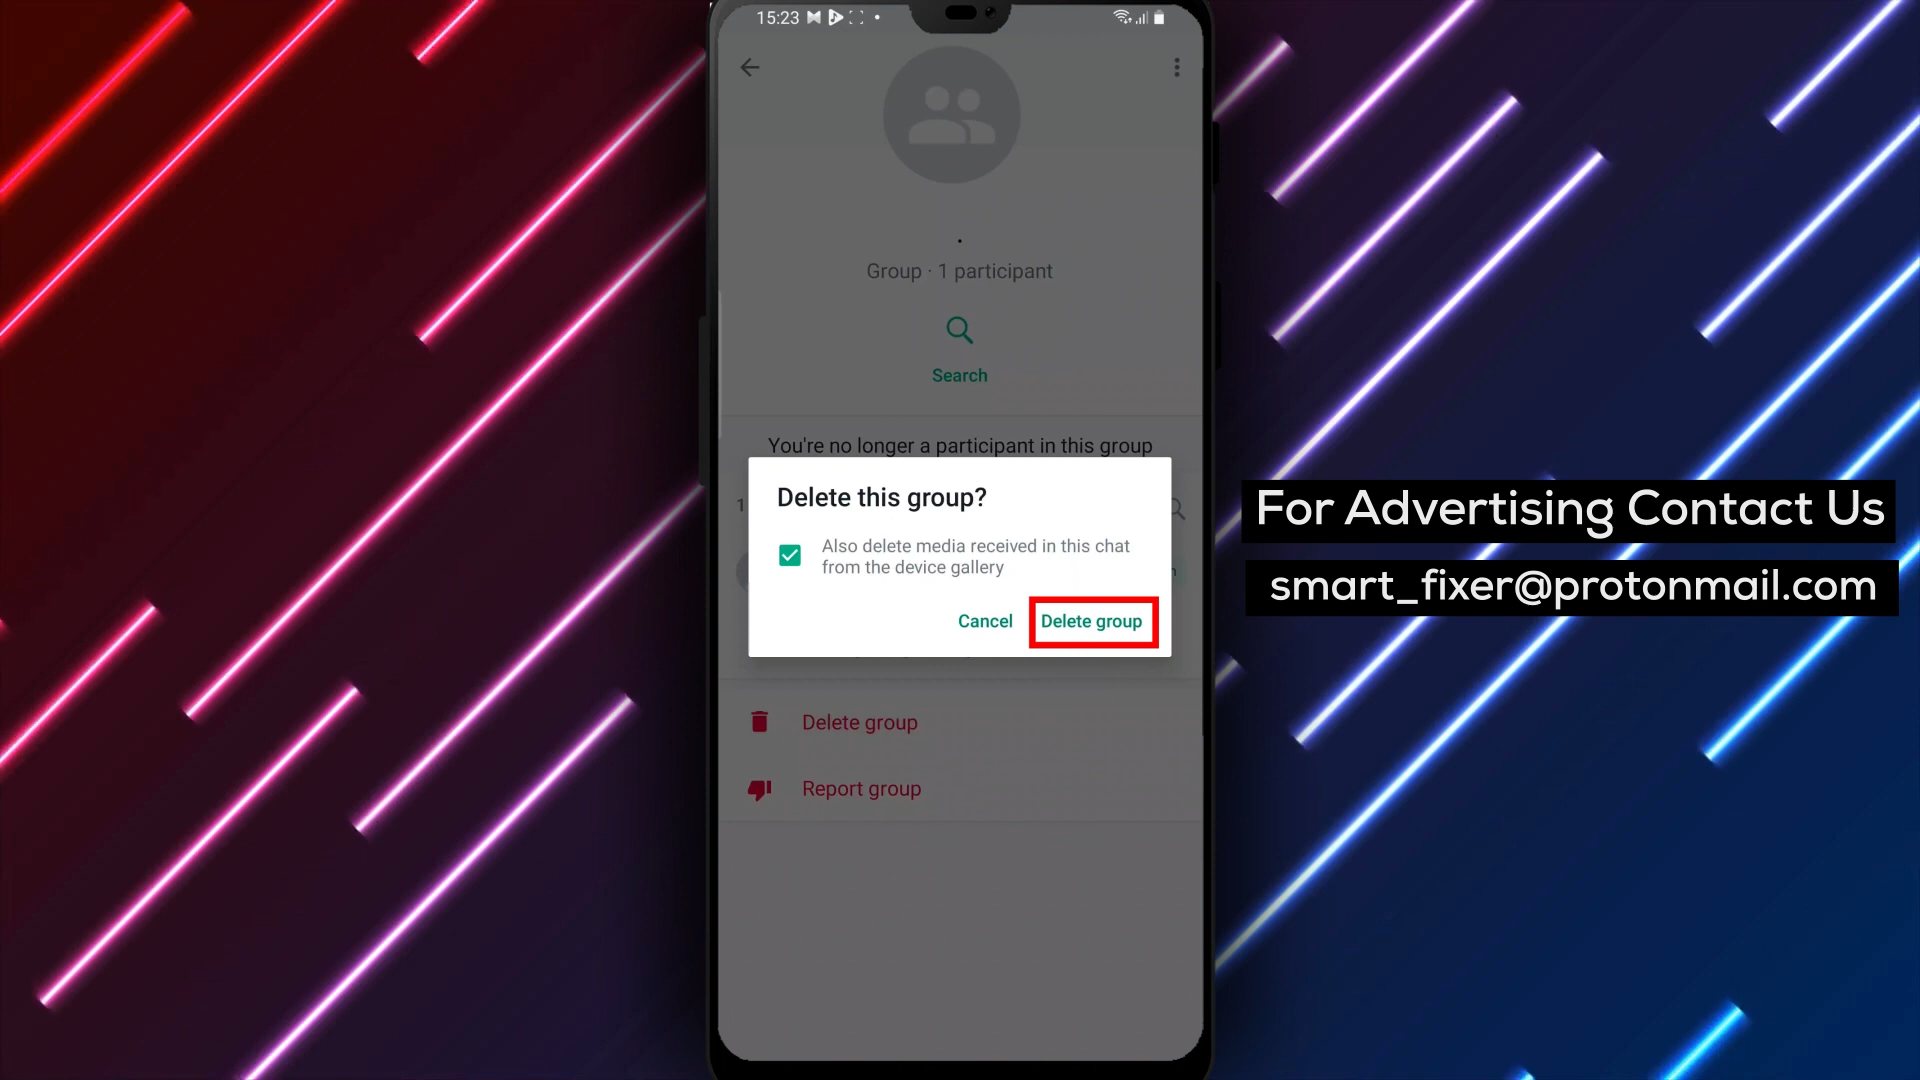 15:23
.
Group · 1 participant
Search
You're no longer a participant in this group
1
Delete this group?
Also delete media received in this chat
from the device gallery
Cancel Delete group
Delete group
Report group
For Advertising Contact Us
smart_fixer@protonmail.com